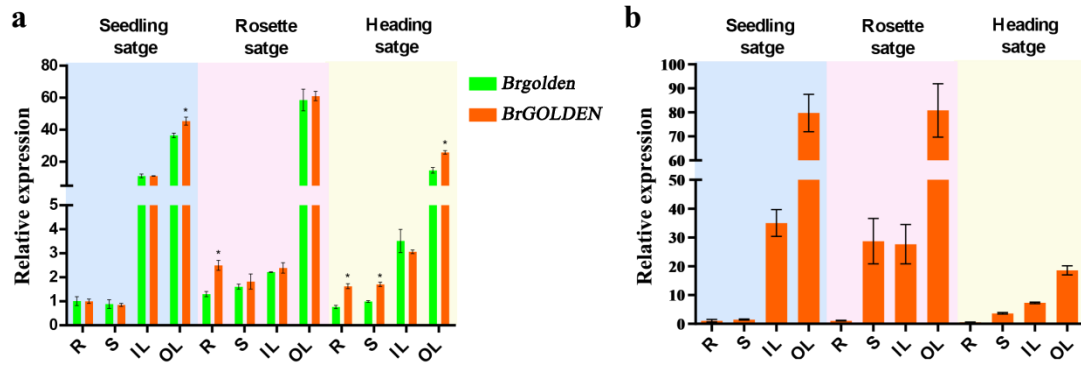 a
Seedling satge
Rosette satge
Heading satge
Relative expression
80
60
40
20
5
4
3
2
1
0
* * * * *
R S IL OL R S IL OL R S IL OL
Brgolden
BrGOLDEN
b
Seedling satge
Rosette satge
Heading satge
Relative expression
100
90
80
70
60
50
40
30
20
10
0
R S IL OL R S IL OL R S IL OL